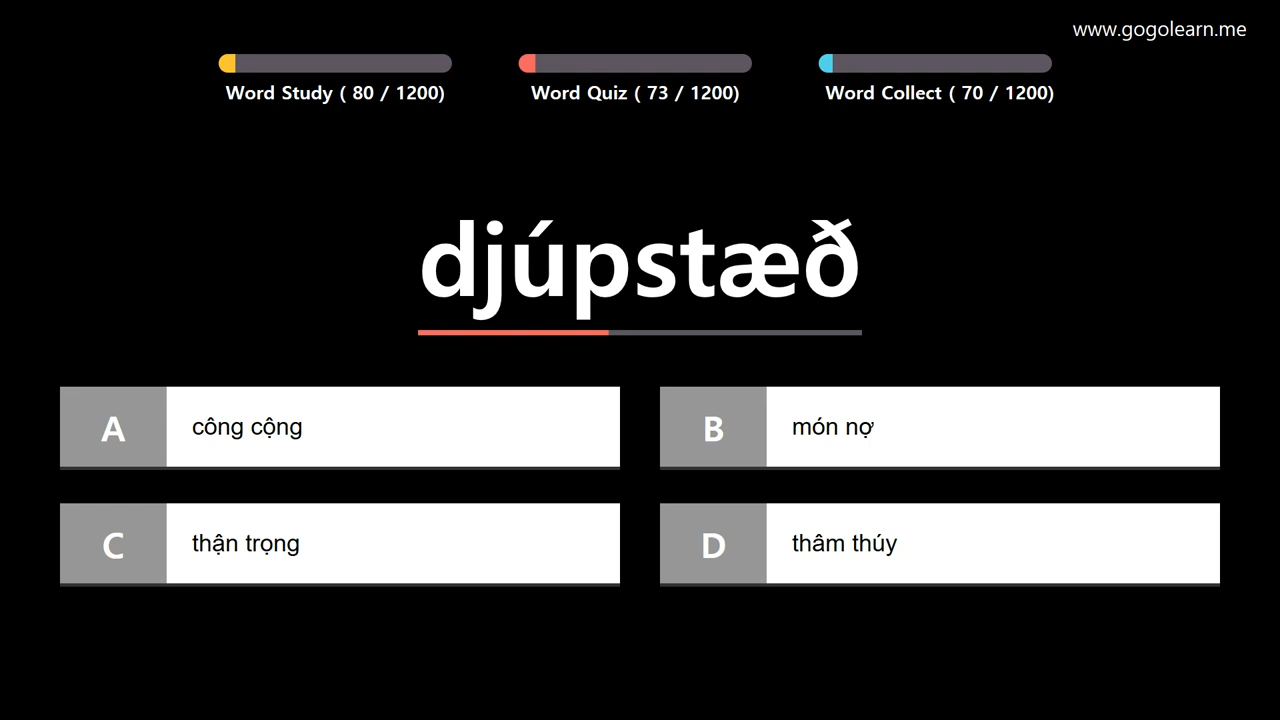 www.gogolearn.me
Word Study ( 80 / 1200)
Word Quiz ( 73 / 1200)
Word Collect ( 70 / 1200)
djúpstæð
A
công cộng
B
món nợ
C
thận trọng
D
thâm thúy